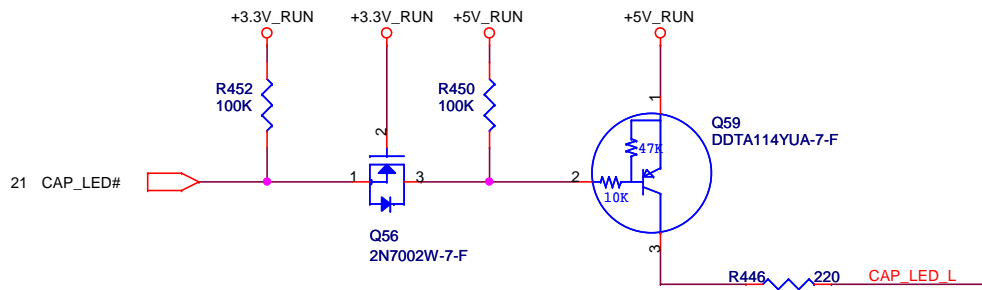 +3.3V_RUN
+3.3V_RUN
+5V_RUN
+5V_RUN
R452
100K
R450
100K
2
1
Q59
DDTA114YUA-7-F
47K
21 CAP_LED#
1
3
2
10K
Q56
2N7002W-7-F
3
R446
220
CAP_LED_L